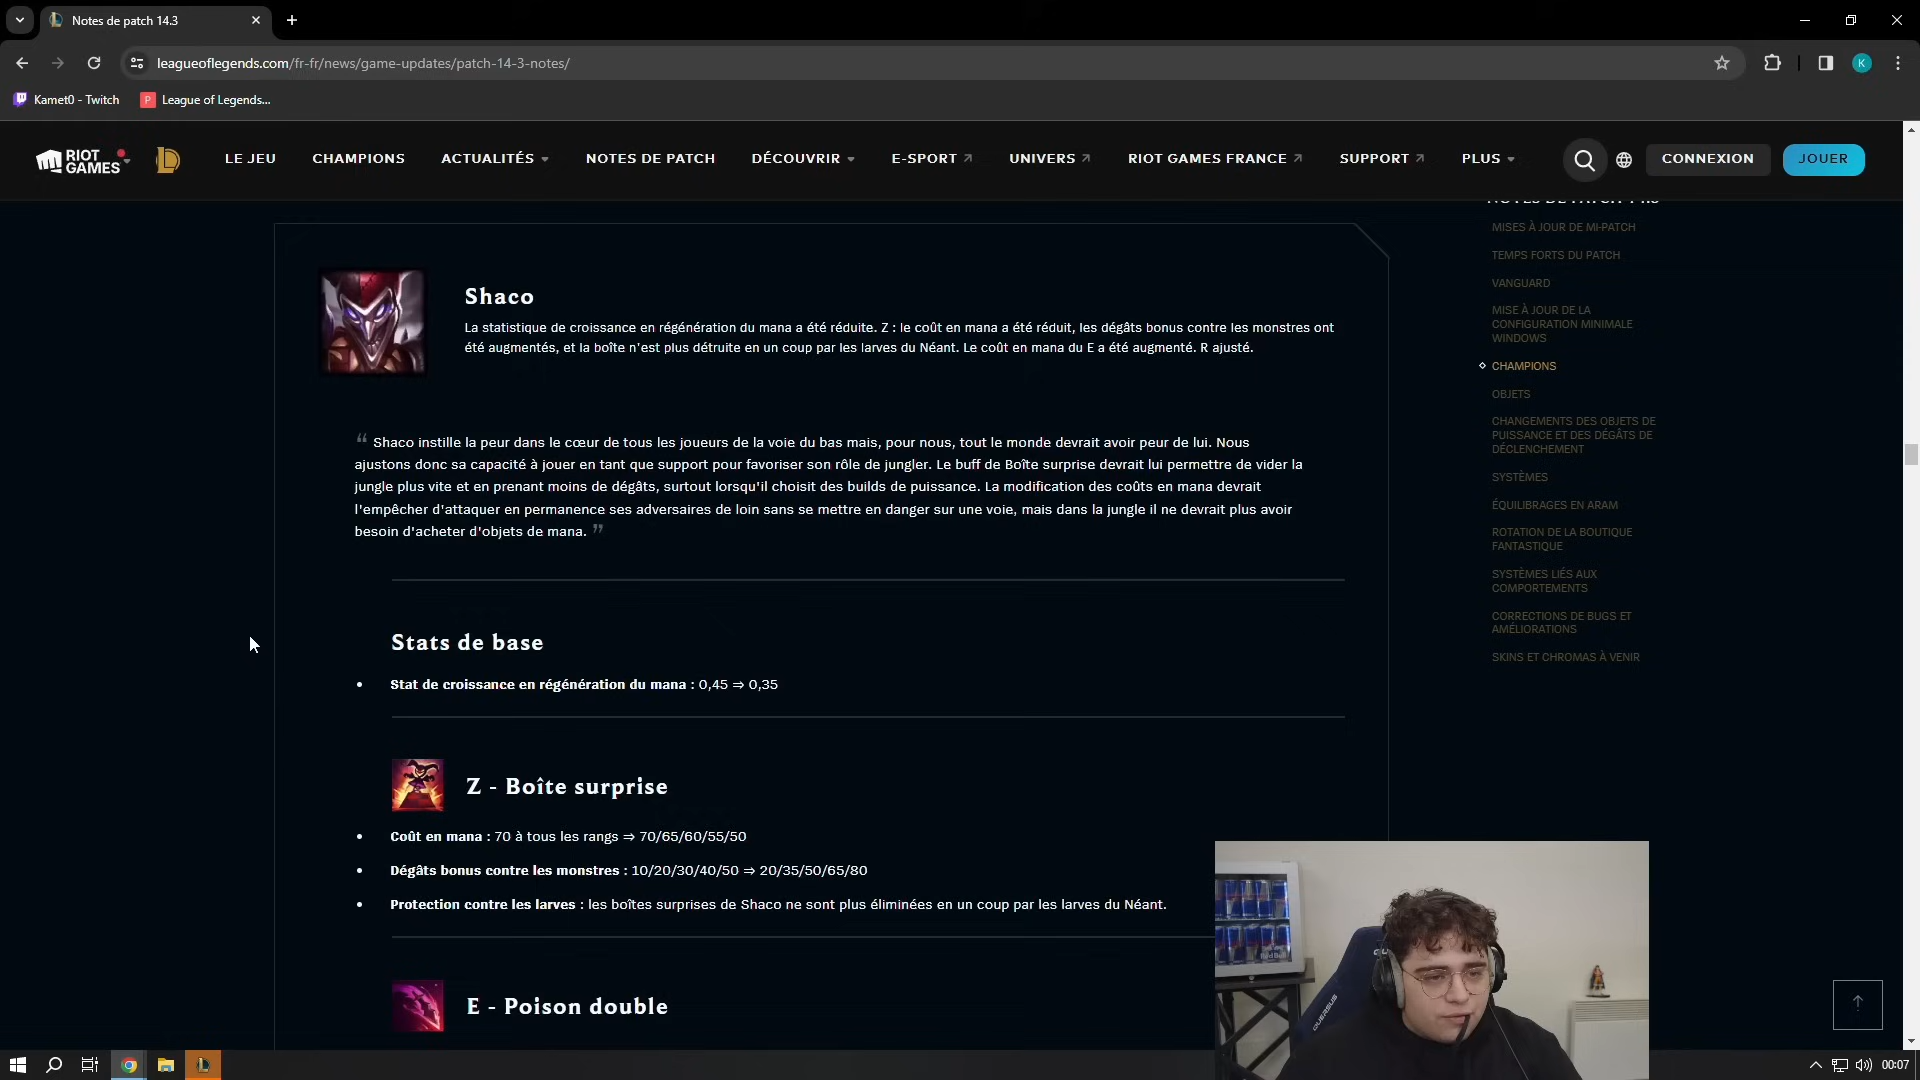 Notes de patch 14.3
leagueoflegends.com/fr-fr/news/game-updates/patch-14-3-notes/
K
Kamet0 - Twitch
P
League of Legends...
RIOT GAMES
LE JEU
CHAMPIONS
ACTUALITÉS
NOTES DE PATCH
DÉCOUVRIR
E-SPORT
UNIVERS
RIOT GAMES FRANCE
SUPPORT
PLUS
CONNEXION
JOUER
Shaco
La statistique de croissance en régénération du mana a été réduite. Z : le coût en mana a été réduit, les dégâts bonus contre les monstres ont
été augmentés, et la boîte n'est plus détruite en un coup par les larves du Néant. Le coût en mana du E a été augmenté. R ajusté.
“ Shaco instille la peur dans le cœur de tous les joueurs de la voie du bas mais, pour nous, tout le monde devrait avoir peur de lui. Nous
ajustons donc sa capacité à jouer en tant que support pour favoriser son rôle de jungler. Le buff de Boîte surprise devrait lui permettre de vider la
jungle plus vite et en prenant moins de dégâts, surtout lorsqu'il choisit des builds de puissance. La modification des coûts en mana devrait
l'empêcher d'attaquer en permanence ses adversaires de loin sans se mettre en danger sur une voie, mais dans la jungle il ne devrait plus avoir
besoin d'acheter d'objets de mana. ”
Stats de base
• Stat de croissance en régénération du mana : 0,45 ⇒ 0,35
Z - Boîte surprise
• Coût en mana : 70 à tous les rangs ⇒ 70/65/60/55/50
• Dégâts bonus contre les monstres : 10/20/30/40/50 ⇒ 20/35/50/65/80
• Protection contre les larves : les boîtes surprises de Shaco ne sont plus éliminées en un coup par les larves du Néant.
E - Poison double
NOTES DE PATCH 14.3
MISES À JOUR DE MI-PATCH
TEMPS FORTS DU PATCH
VANGUARD
MISE À JOUR DE LA
CONFIGURATION MINIMALE
WINDOWS
CHAMPIONS
OBJETS
CHANGEMENTS DES OBJETS DE
PUISSANCE ET DES DÉGÂTS DE
DÉCLENCHEMENT
SYSTÈMES
ÉQUILIBRAGES EN ARAM
ROTATION DE LA BOUTIQUE
FANTASTIQUE
SYSTÈMES LIÉS AUX
COMPORTEMENTS
CORRECTIONS DE BUGS ET
AMÉLIORATIONS
SKINS ET CHROMAS À VENIR
Red Bull
QUERSUS
00:07